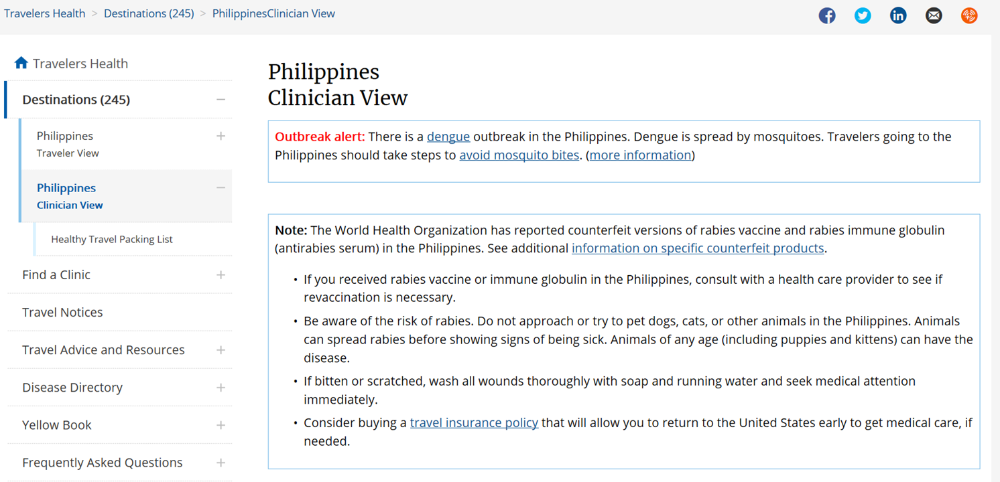 Travelers Health > Destinations (245) > PhilippinesClinician View
Travelers Health
Destinations (245)
Philippines
Traveler View
Philippines
Clinician View
Healthy Travel Packing List
Find a Clinic
Travel Notices
Travel Advice and Resources
Disease Directory
Yellow Book
Frequently Asked Questions
Philippines
Clinician View
Outbreak alert: There is a dengue outbreak in the Philippines. Dengue is spread by mosquitoes. Travelers going to the
Philippines should take steps to avoid mosquito bites. (more information)
Note: The World Health Organization has reported counterfeit versions of rabies vaccine and rabies immune globulin
(antirabies serum) in the Philippines. See additional information on specific counterfeit products.
• If you received rabies vaccine or immune globulin in the Philippines, consult with a health care provider to see if
revaccination is necessary.
• Be aware of the risk of rabies. Do not approach or try to pet dogs, cats, or other animals in the Philippines. Animals
can spread rabies before showing signs of being sick. Animals of any age (including puppies and kittens) can have the
disease.
• If bitten or scratched, wash all wounds thoroughly with soap and running water and seek medical attention
immediately.
• Consider buying a travel insurance policy that will allow you to return to the United States early to get medical care, if
needed.